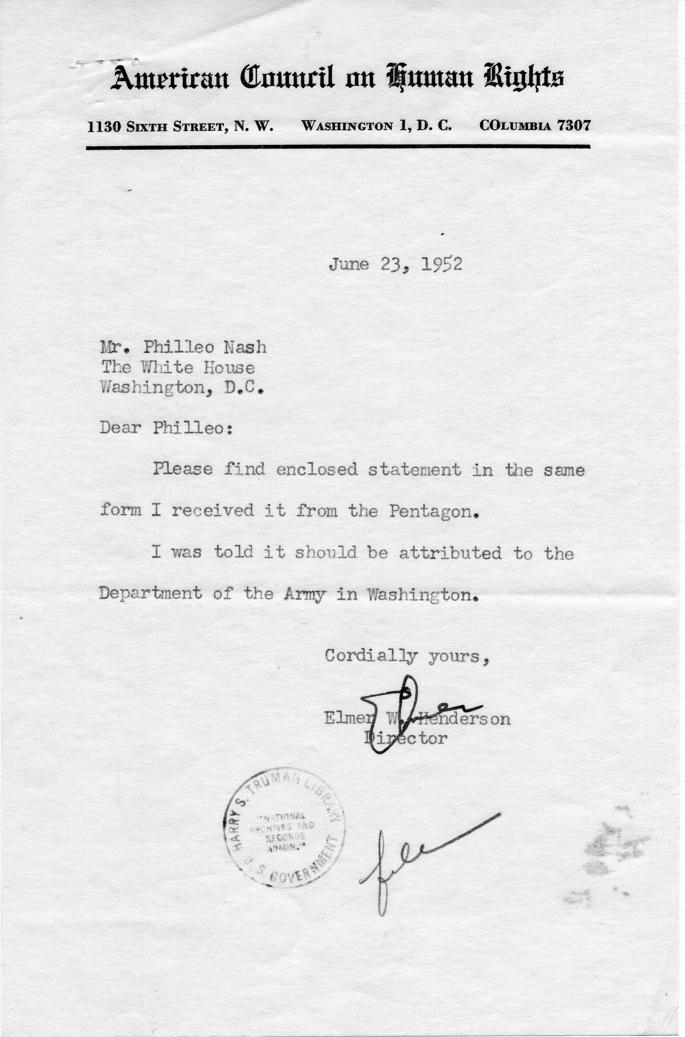 American Council on Human Rights
1130 Sixth Street, N. W. Washington 1, D. C. COlumbia 7307
June 23, 1952
Mr. Philleo Nash
The White House
Washington, D.C.
Dear Philleo:
Please find enclosed statement in the same
form I received it from the Pentagon.
I was told it should be attributed to the
Department of the Army in Washington.
Cordially yours,
Elmer
Elmer W. Henderson
Director
HARRY S. TRUMAN LIBRARY
"NATIONAL
ARCHIVES AND
RECORDS
ADMIN."
U. S. GOVERNMENT
file